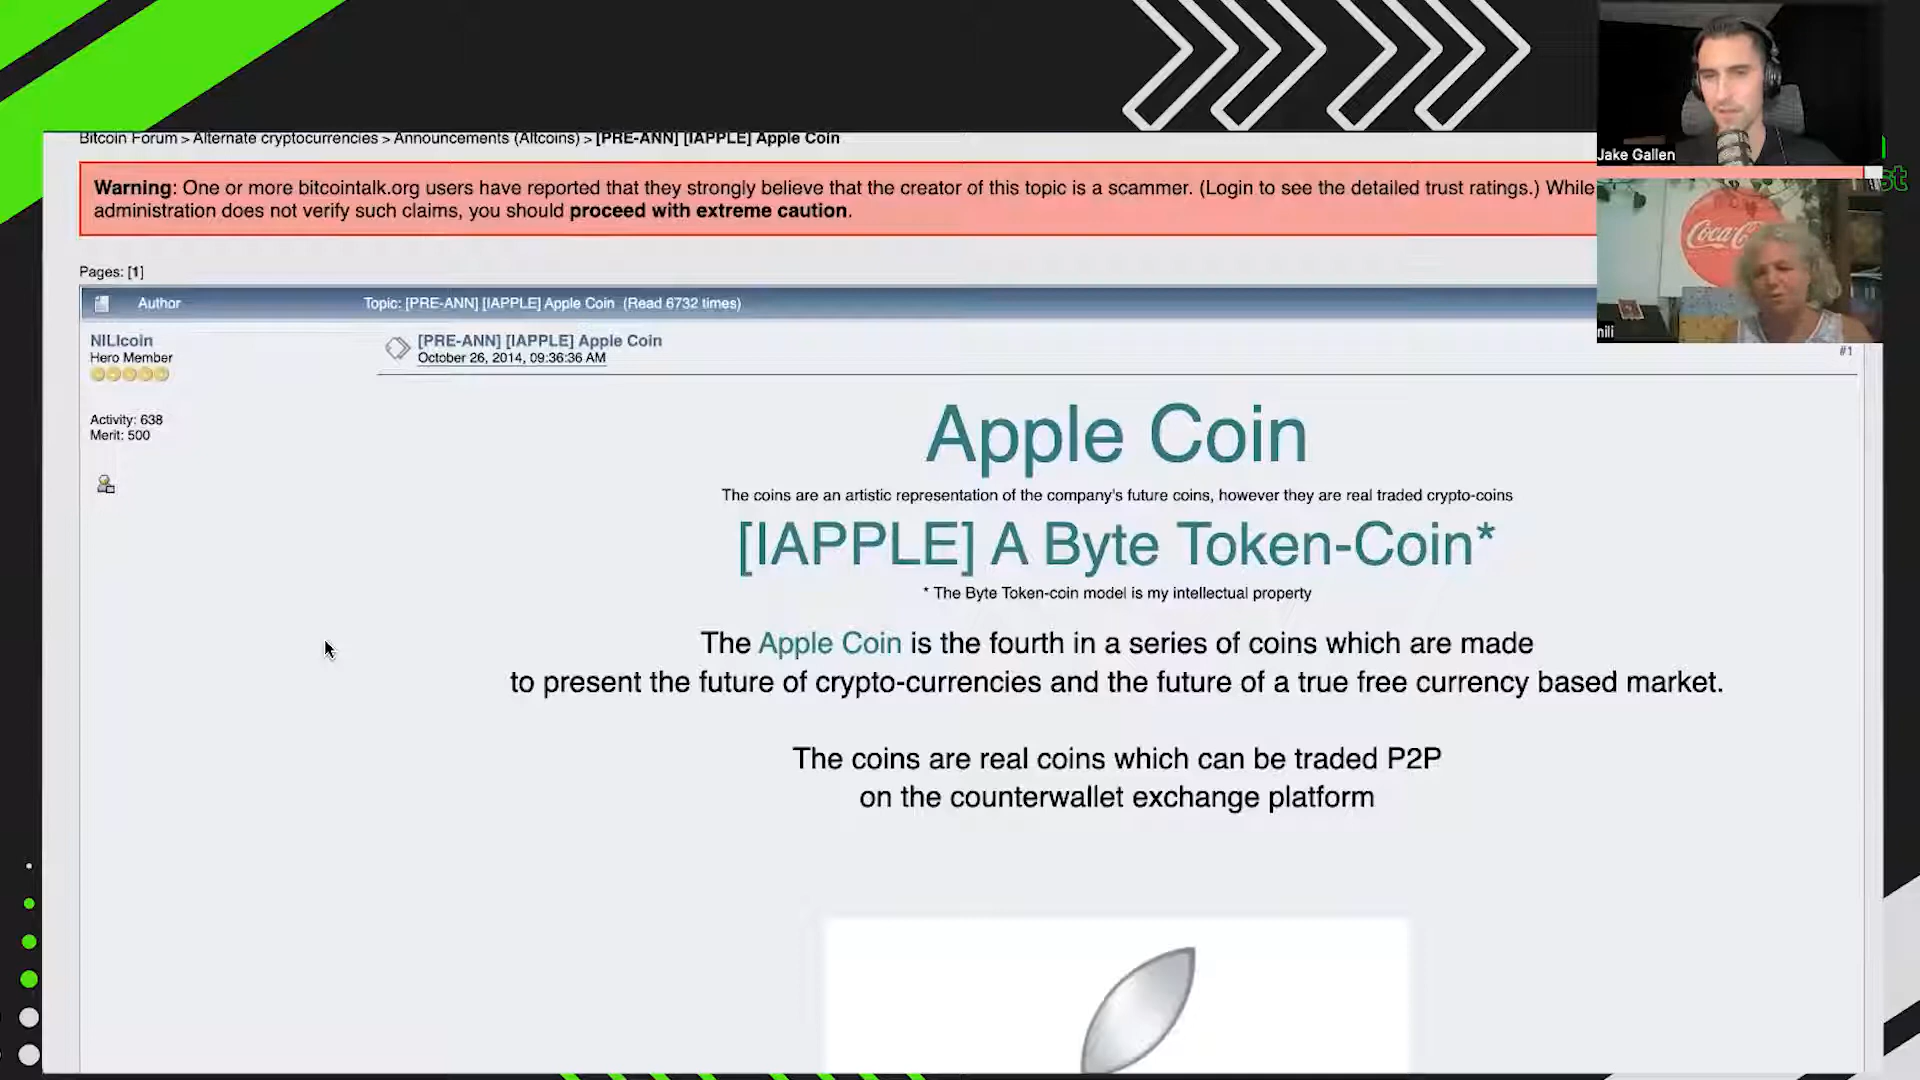 Bitcoin Forum > Alternate cryptocurrencies > Announcements (Altcoins) > [PRE-ANN] [IAPPLE] Apple Coin
Warning: One or more bitcointalk.org users have reported that they strongly believe that the creator of this topic is a scammer. (Login to see the detailed trust ratings.) While
administration does not verify such claims, you should proceed with extreme caution.
Jake Gallen
st
Coca-C
nili
Pages: [1]
Author
Topic: [PRE-ANN] [IAPPLE] Apple Coin (Read 6732 times)
NILIcoin
Hero Member
Activity: 638
Merit: 500
[PRE-ANN] [IAPPLE] Apple Coin
October 26, 2014, 09:36:36 AM
#1
Apple Coin
The coins are an artistic representation of the company's future coins, however they are real traded crypto-coins
[IAPPLE] A Byte Token-Coin*
* The Byte Token-coin model is my intellectual property
The Apple Coin is the fourth in a series of coins which are made
to present the future of crypto-currencies and the future of a true free currency based market.
The coins are real coins which can be traded P2P
on the counterwallet exchange platform